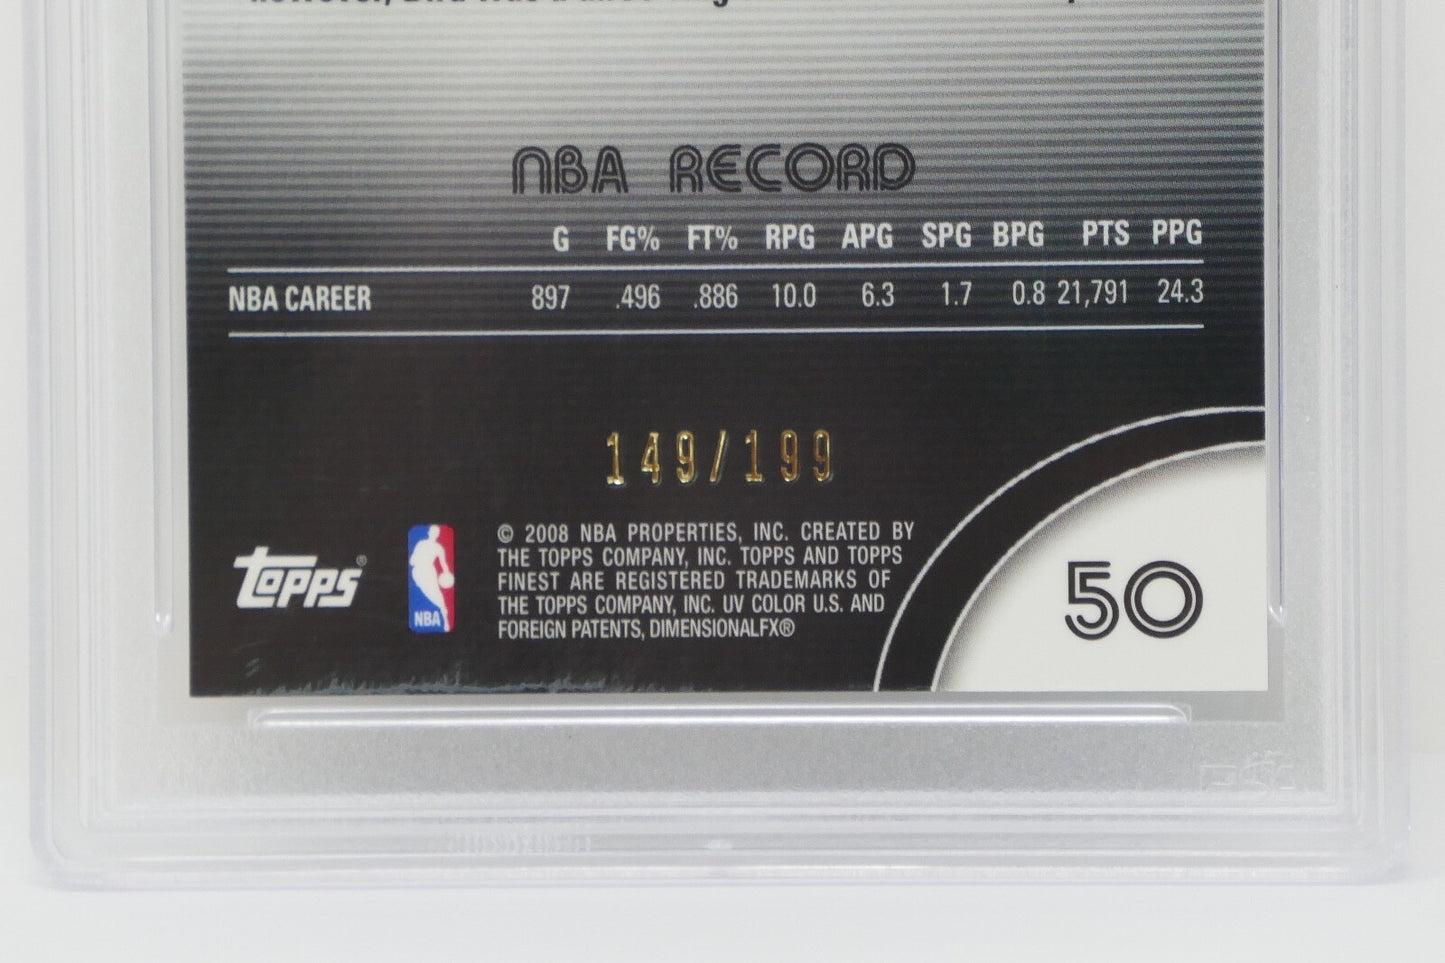 NBA RECORD
G FG% FT% RPG APG SPG BPG PTS PPG
NBA CAREER 897 .496 .886 10.0 6.3 1.7 0.8 21,791 24.3
149/199
Topps®
NBA
© 2008 NBA PROPERTIES, INC. CREATED BY
THE TOPPS COMPANY, INC. TOPPS AND TOPPS
FINEST ARE REGISTERED TRADEMARKS OF
THE TOPPS COMPANY, INC. UV COLOR U.S. AND
FOREIGN PATENTS, DIMENSIONALFX®
50
PSA